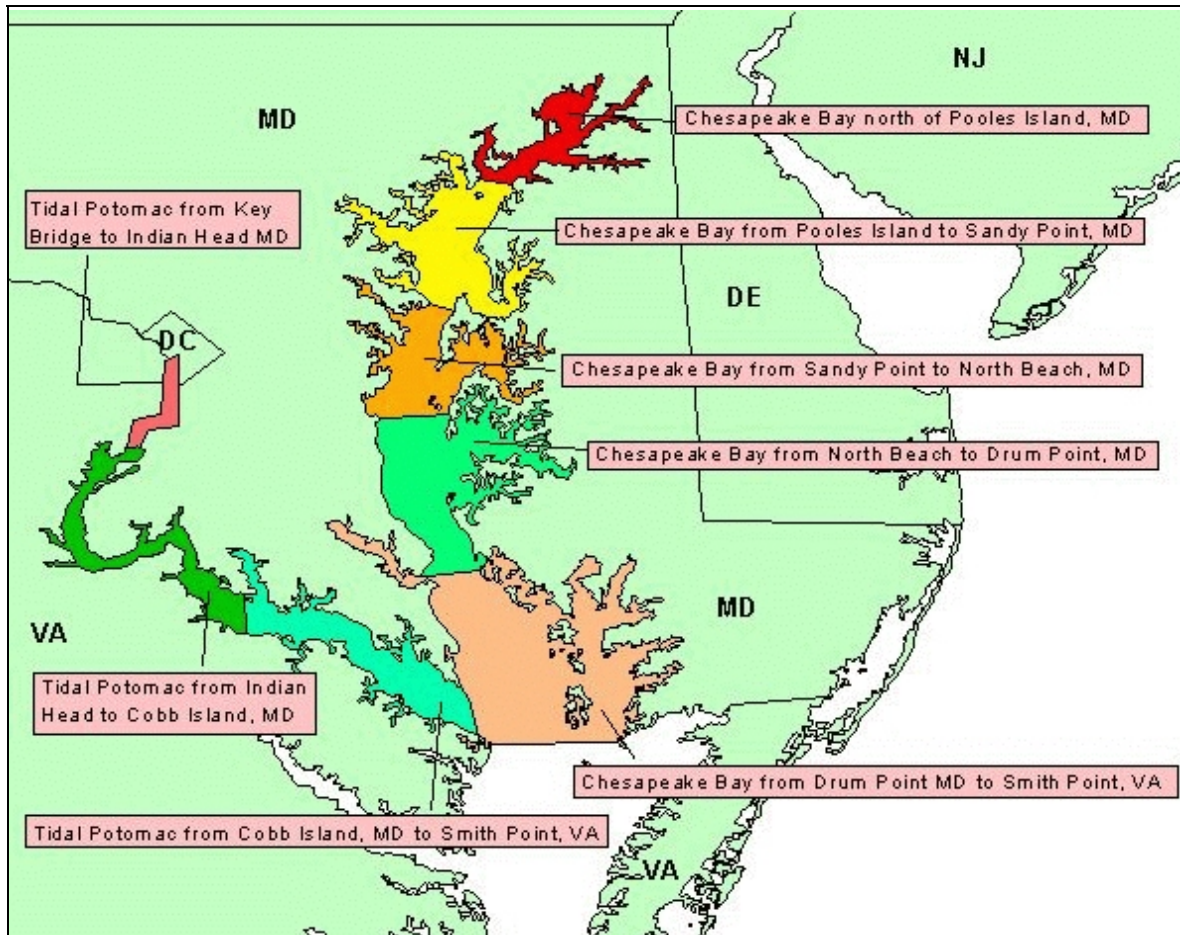 NJ
MD
Chesapeake Bay north of Pooles Island, MD
Tidal Potomac from Key
Bridge to Indian Head MD
Chesapeake Bay from Pooles Island to Sandy Point, MD
DE
DC
Chesapeake Bay from Sandy Point to North Beach, MD
Chesapeake Bay from North Beach to Drum Point, MD
MD
VA
Tidal Potomac from Indian
Head to Cobb Island, MD
Chesapeake Bay from Drum Point MD to Smith Point, VA
Tidal Potomac from Cobb Island, MD to Smith Point, VA
VA